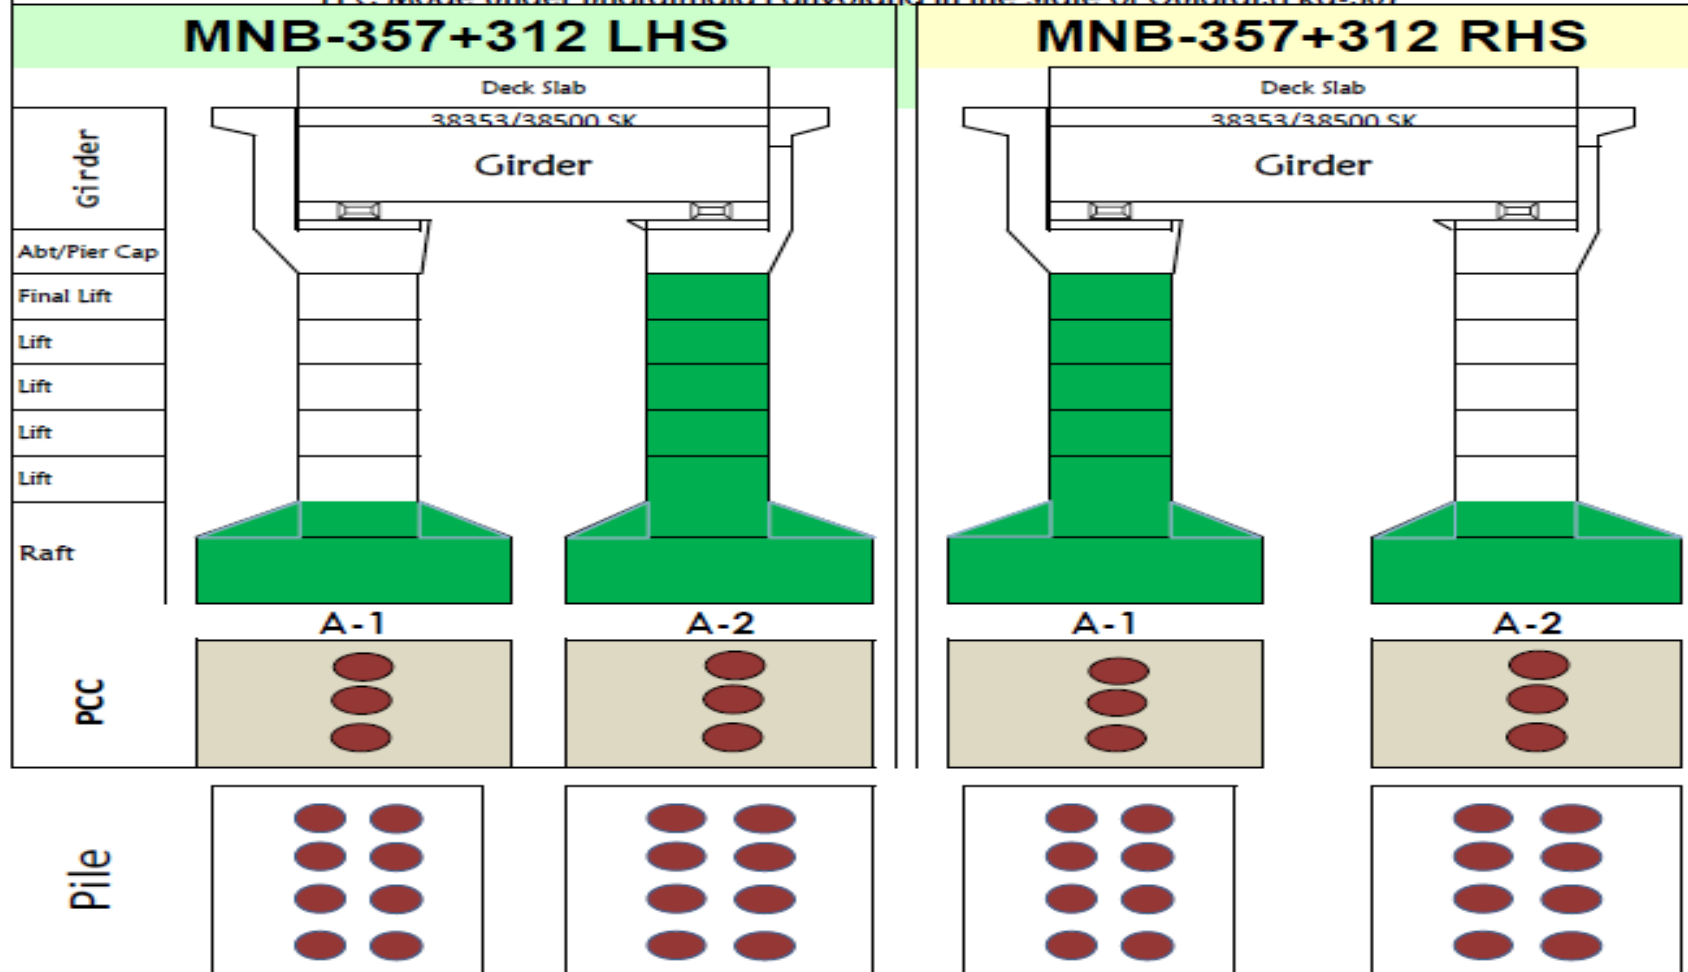 MNB-357+312 LHS
MNB-357+312 RHS
Deck Slab
Deck Slab
38353/38500 SK
38353/38500 SK
Girder
Girder
Girder
Abt/Pier Cap
Final Lift
Lift
Lift
Lift
Lift
Raft
A-1
A-2
A-1
A-2
PCC
Pile